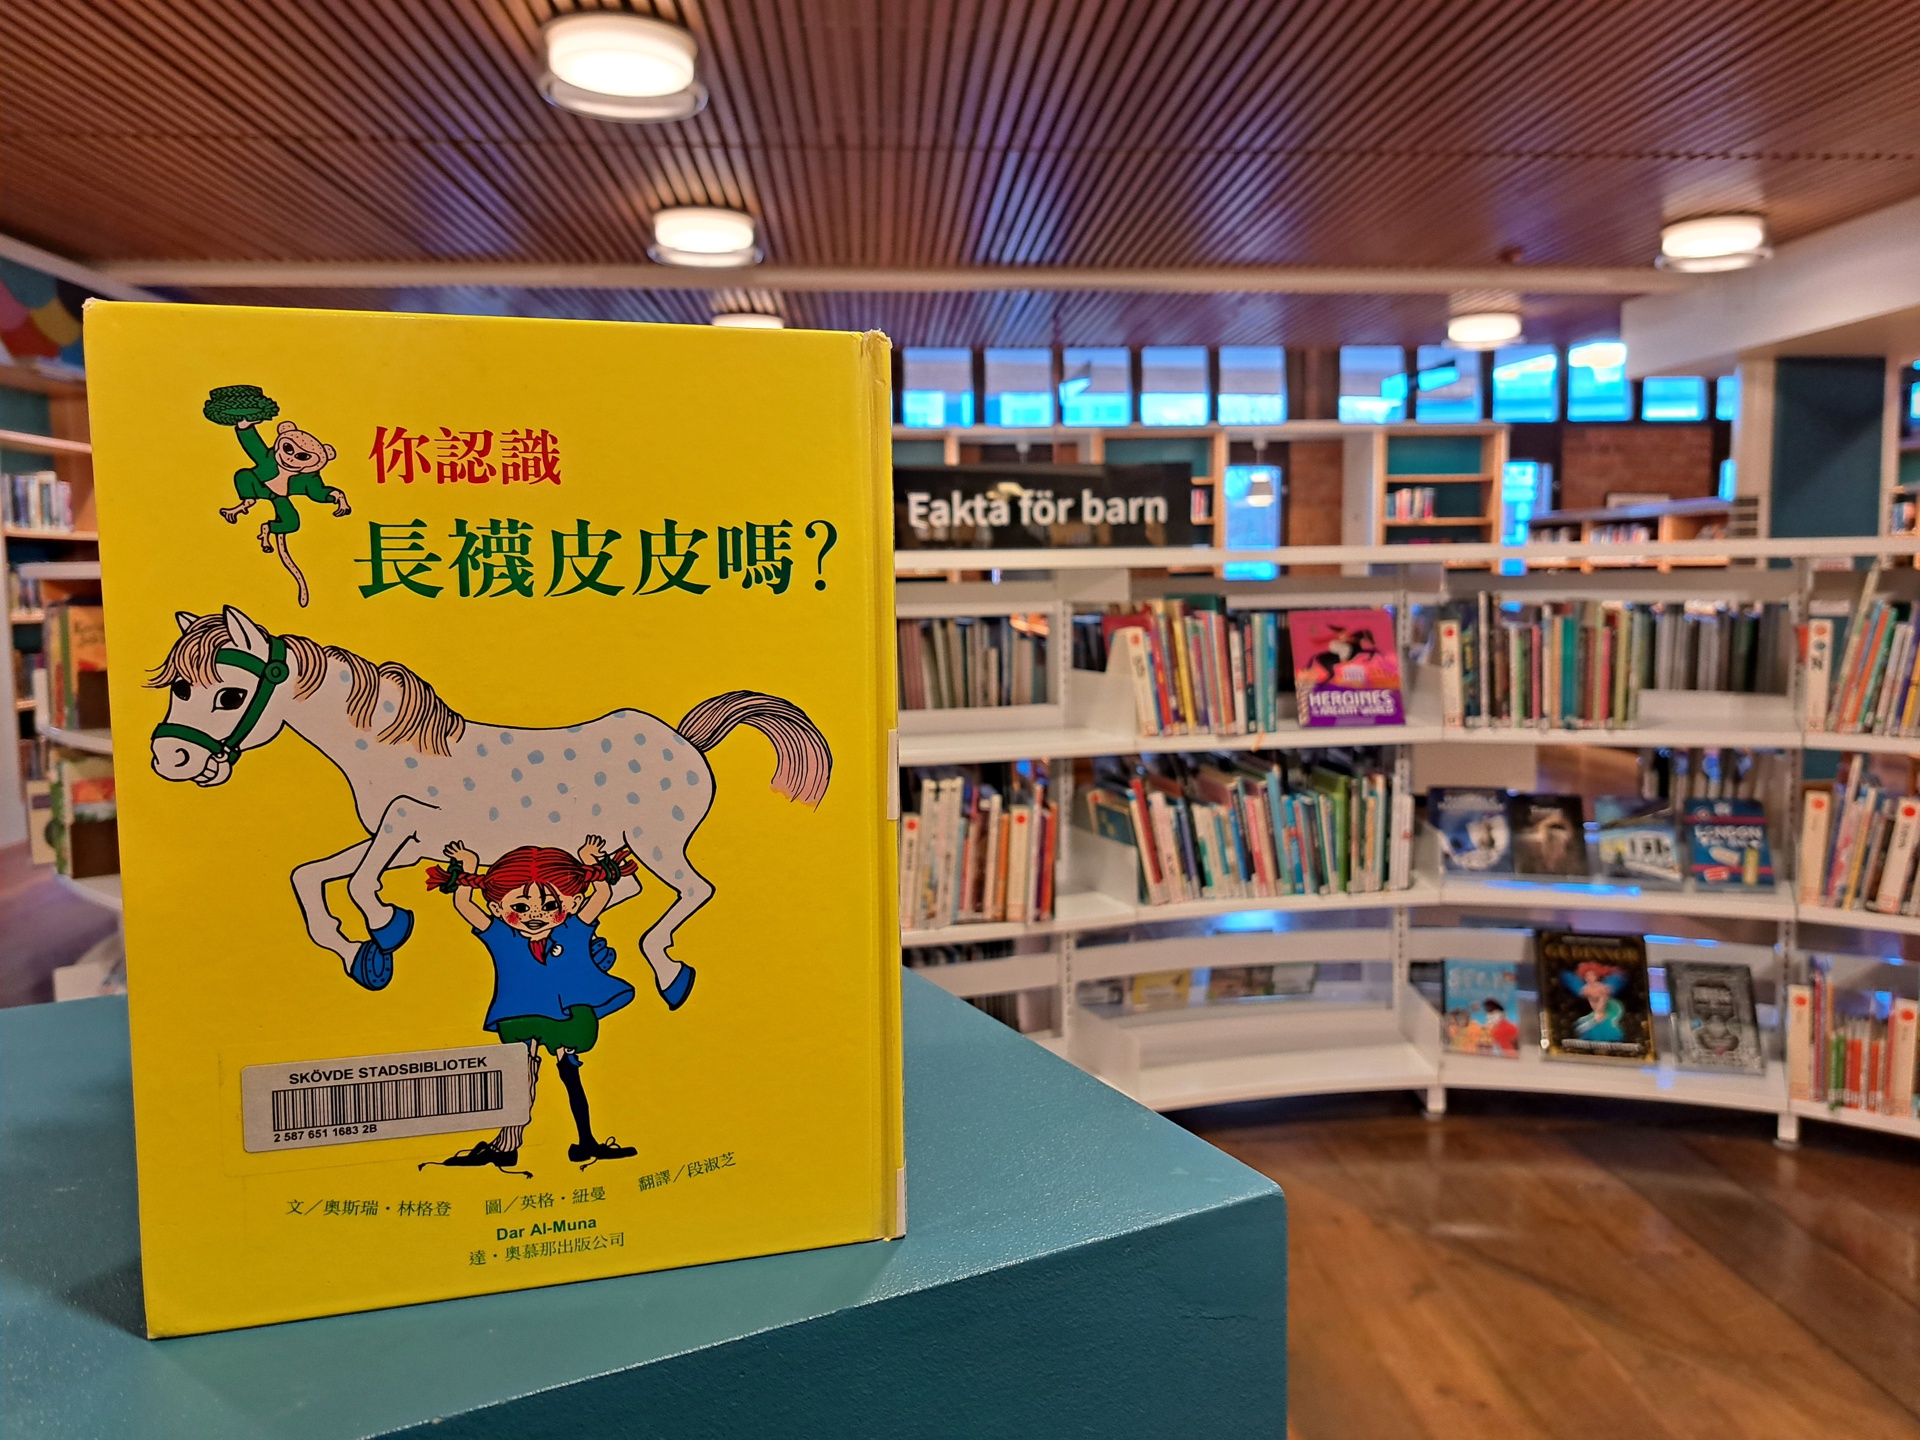 你認識
長襪皮皮嗎?
SKÖVDE STADSBIBLIOTEK
2 587 651 1683 2B
文／奧斯瑞・林格登 圖／英格・紐曼 翻譯／段淑芝
Dar Al-Muna
達・奧慕那出版公司
Fakta för barn
HEROINES
LONDON